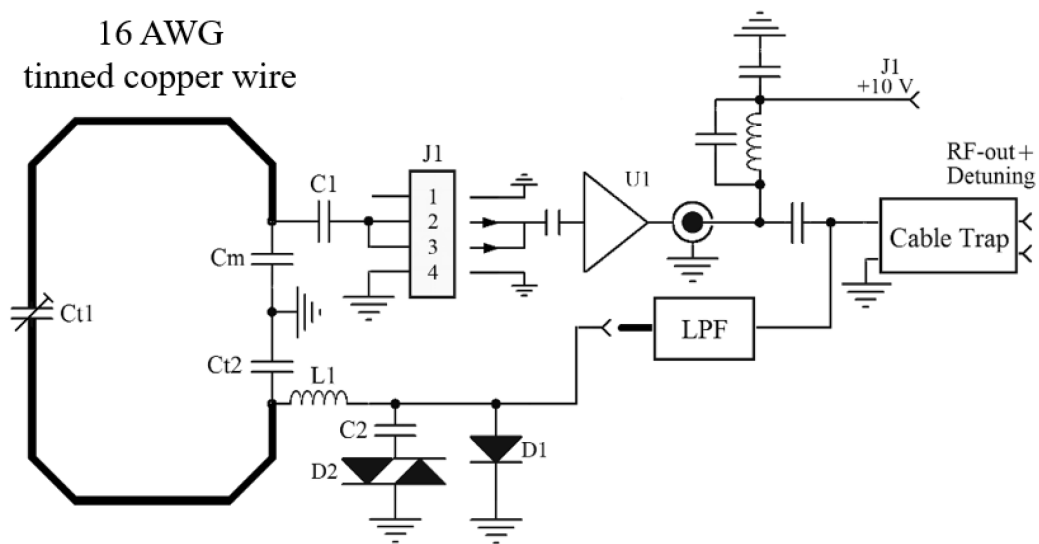 16 AWG
tinned copper wire
J1
+10 V
RF-out+
Detuning
C1
J1
U1
1
2
3
4
Cm
Cable Trap
Ct1
LPF
Ct2
L1
C2
D1
D2